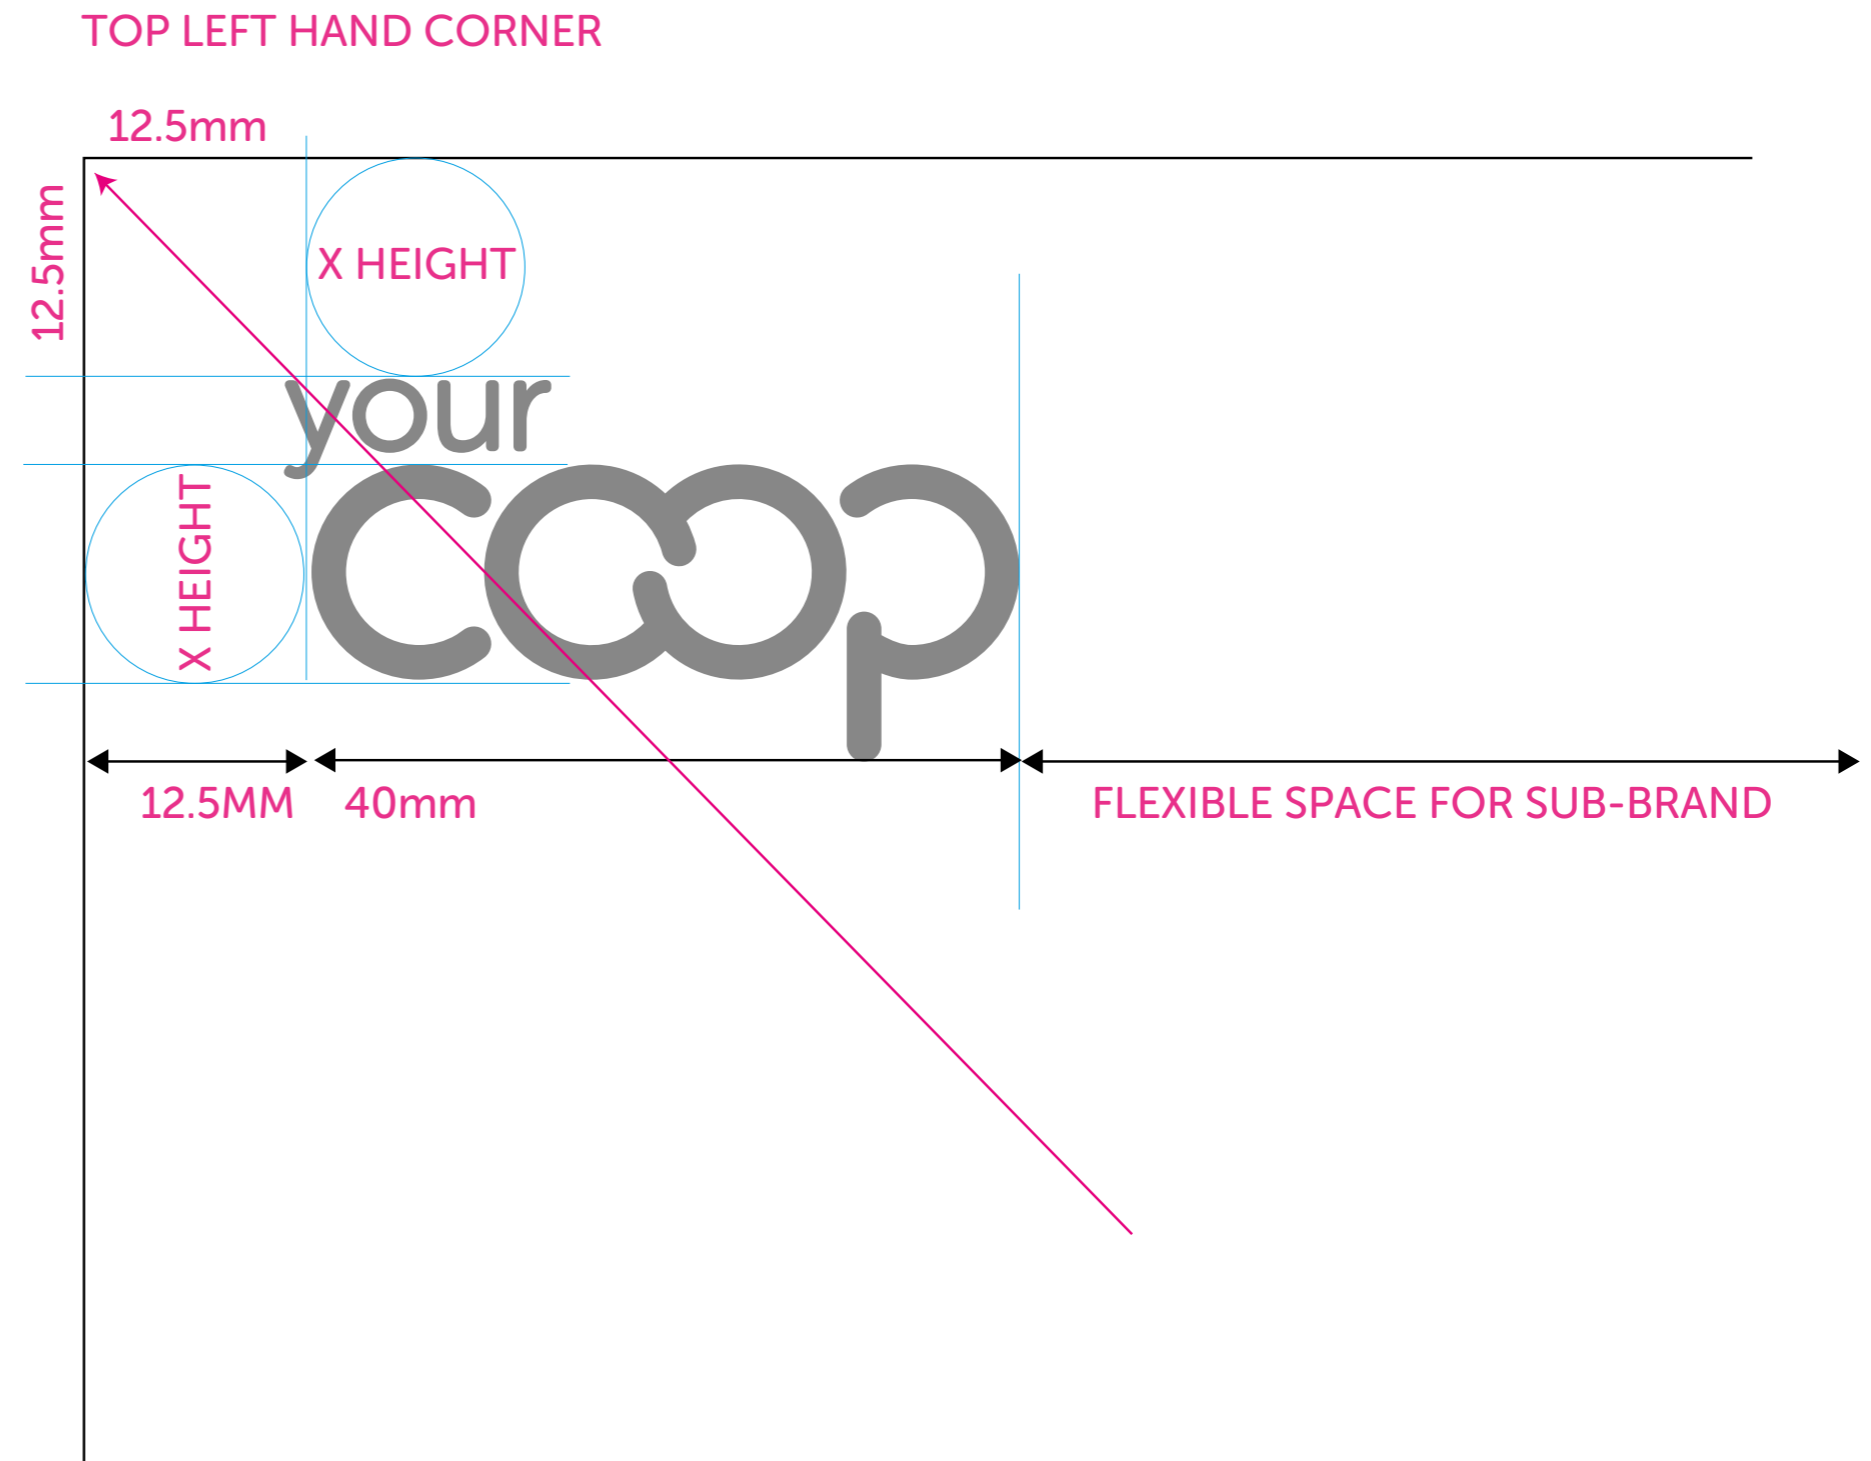 TOP LEFT HAND CORNER
12.5mm
12.5mm
X HEIGHT
your
coop
X HEIGHT
12.5MM
40mm
FLEXIBLE SPACE FOR SUB-BRAND